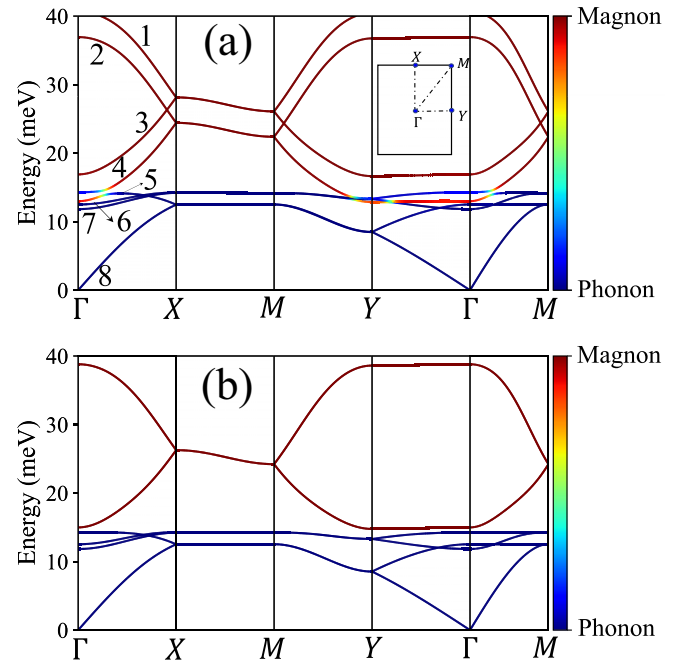 (a)
Energy (meV)
40
30
20
10
0
1
2
3
4
5
6
7
8
X
M
Γ
Y
Γ X M Y Γ M
Magnon
Phonon
(b)
Energy (meV)
40
30
20
10
0
Γ X M Y Γ M
Magnon
Phonon